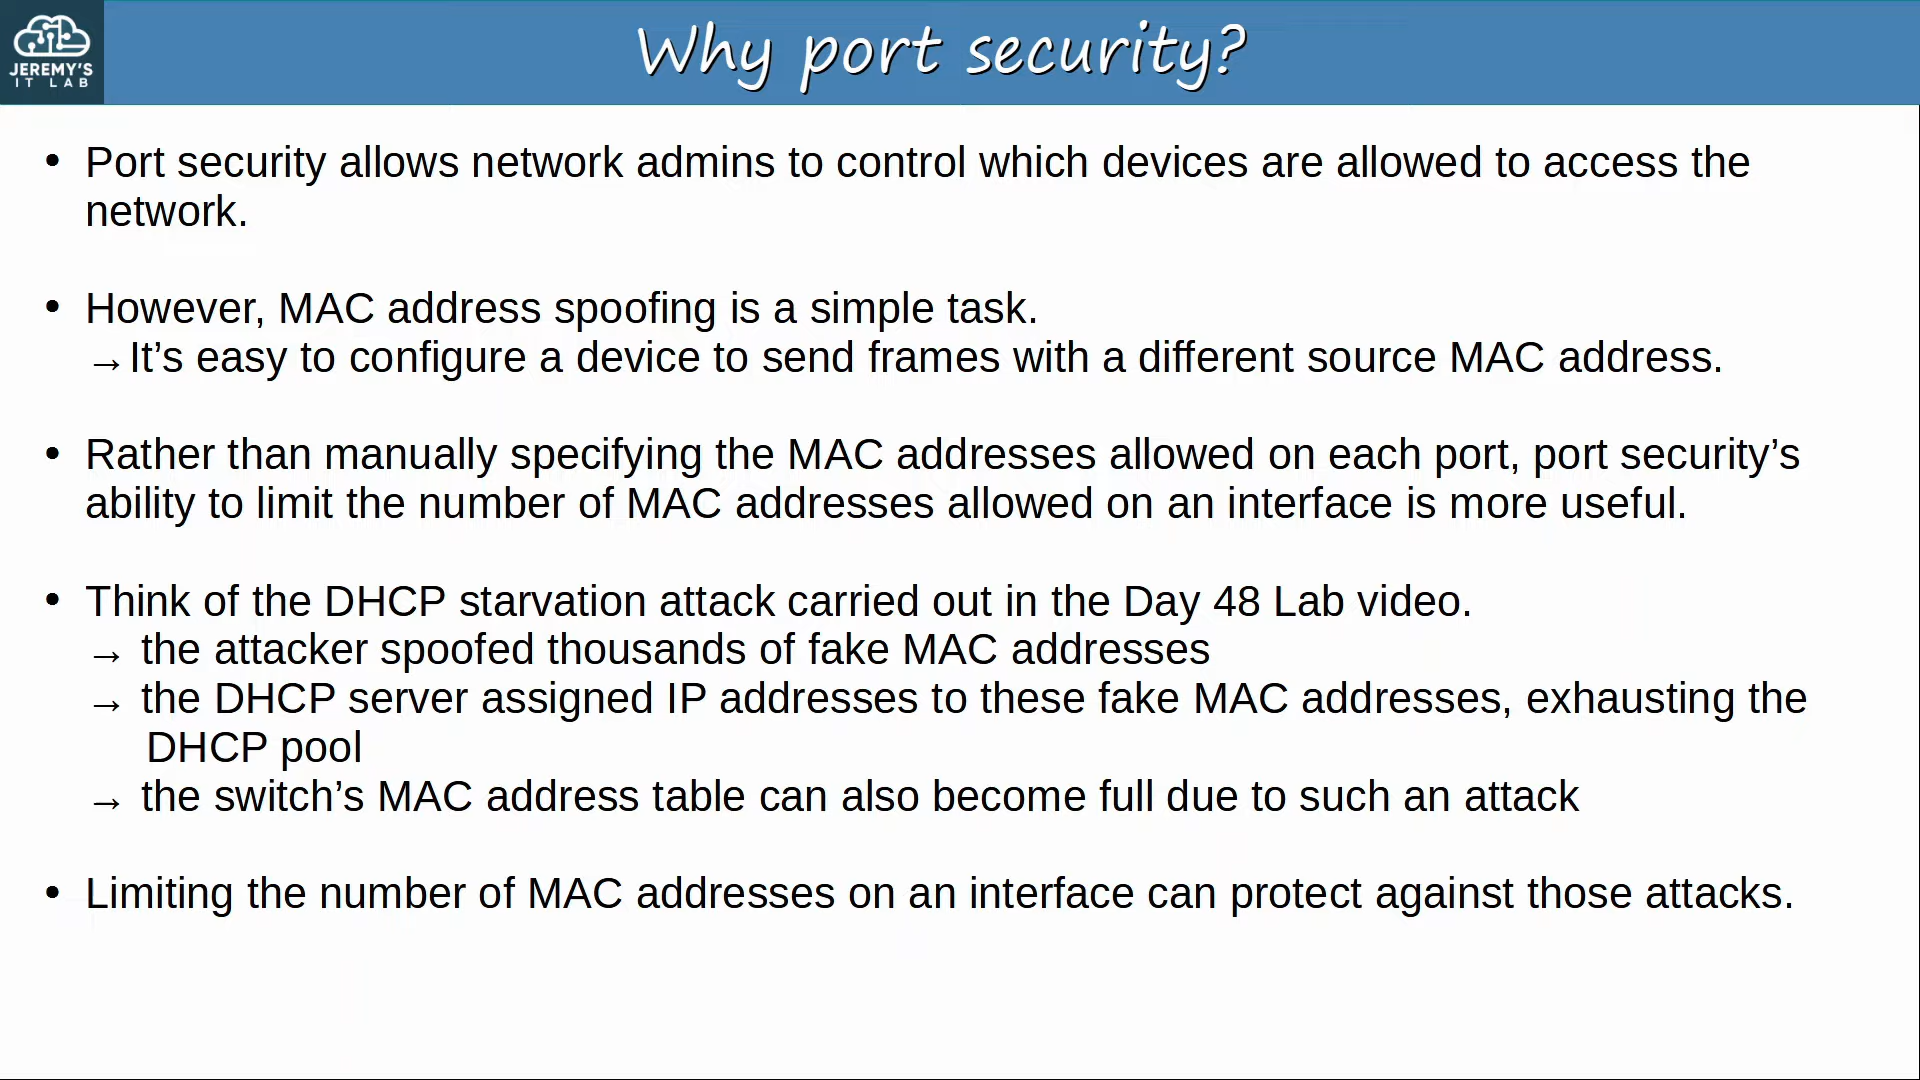 JEREMY'S
IT LAB
Why port security?
• Port security allows network admins to control which devices are allowed to access the
network.
• However, MAC address spoofing is a simple task.
→It’s easy to configure a device to send frames with a different source MAC address.
• Rather than manually specifying the MAC addresses allowed on each port, port security’s
ability to limit the number of MAC addresses allowed on an interface is more useful.
• Think of the DHCP starvation attack carried out in the Day 48 Lab video.
→ the attacker spoofed thousands of fake MAC addresses
→ the DHCP server assigned IP addresses to these fake MAC addresses, exhausting the
DHCP pool
→ the switch’s MAC address table can also become full due to such an attack
• Limiting the number of MAC addresses on an interface can protect against those attacks.